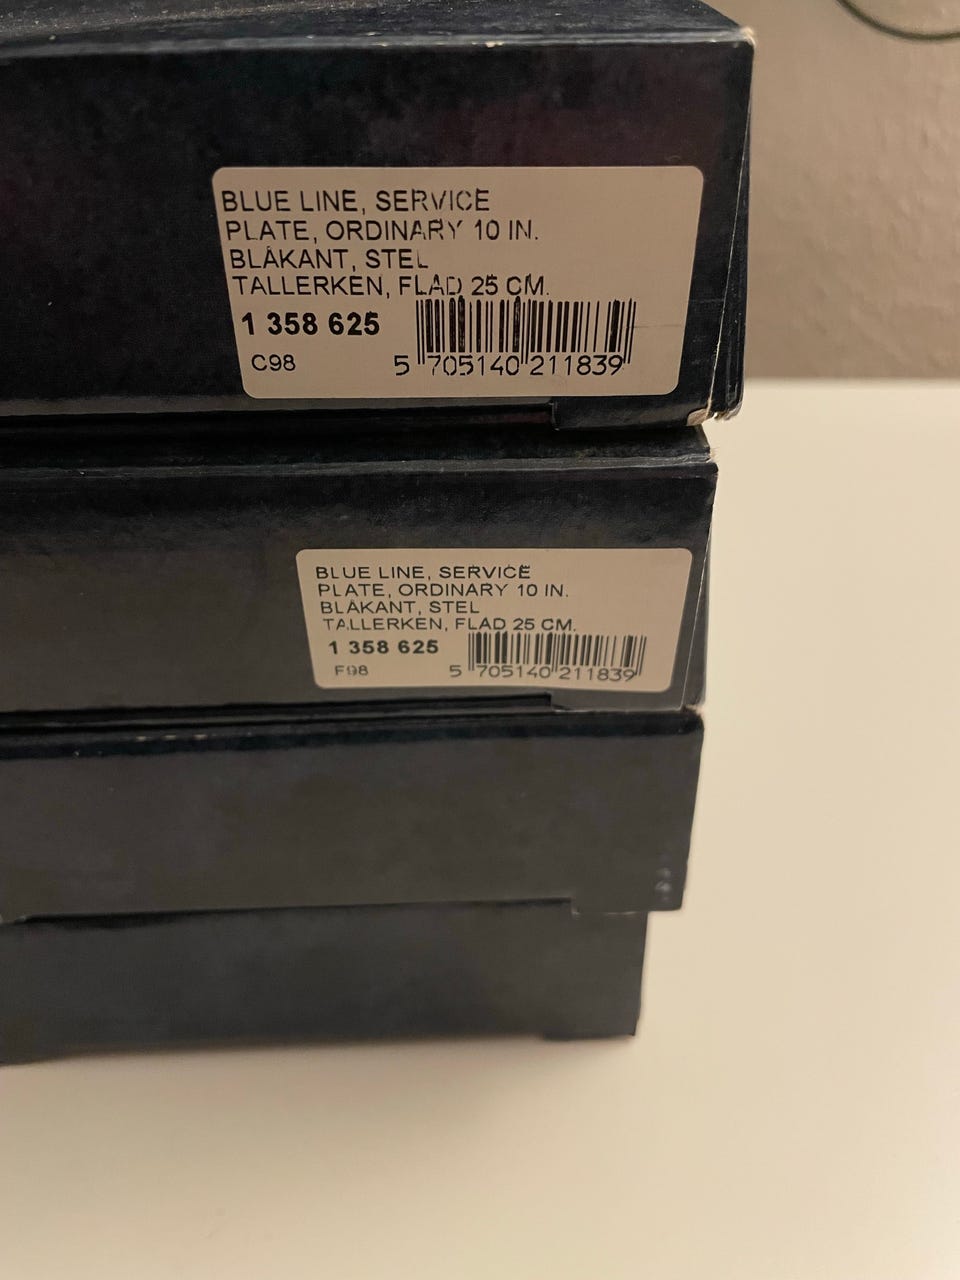 BLUE LINE, SERVICE
PLATE, ORDINARY 10 IN.
BLÅKANT, STEL
TALLERKEN, FLAD 25 CM.
1 358 625
C98
5 705140 211839
BLUE LINE, SERVICE
PLATE, ORDINARY 10 IN.
BLÅKANT, STEL
TALLERKEN, FLAD 25 CM.
1 358 625
F98
5 705140 211839